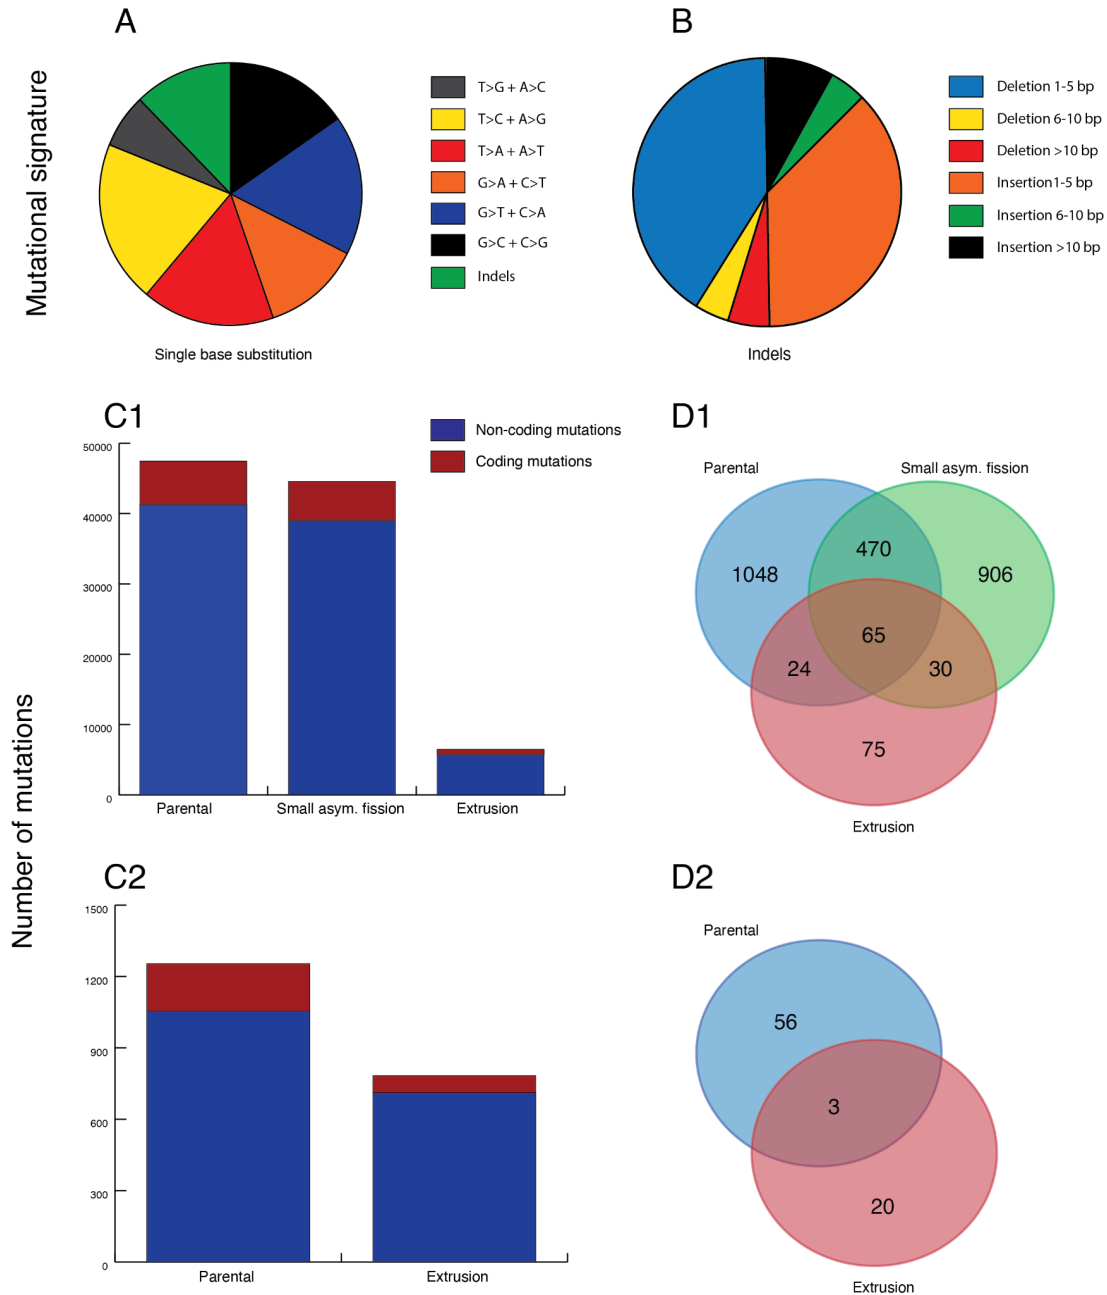 A
B
Mutational signature
T>G + A>C
T>C + A>G
T>A + A>T
G>A + C>T
G>T + C>A
G>C + C>G
Indels
Deletion 1-5 bp
Deletion 6-10 bp
Deletion >10 bp
Insertion1-5 bp
Insertion 6-10 bp
Insertion >10 bp
Single base substitution
Indels
C1
Non-coding mutations
Coding mutations
50000
40000
30000
20000
10000
0
Parental
Small asym. fission
Extrusion
D1
Parental
Small asym. fission
470
1048
906
65
24
30
75
Extrusion
Number of mutations
C2
1500
1200
900
600
300
0
Parental
Extrusion
D2
Parental
56
3
20
Extrusion